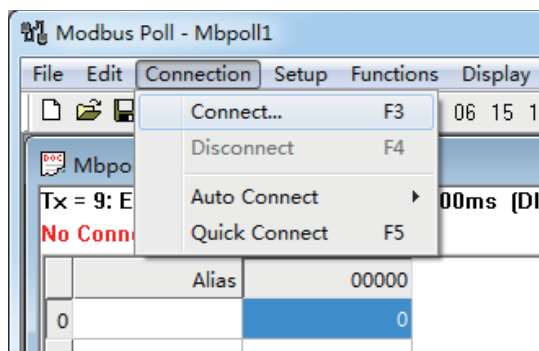 Modbus Poll - Mbpoll1
File Edit Connection Setup Functions Display
Connect... F3
06 15 1
Disconnect F4
Mbpo
Auto Connect
Tx = 9: E
00ms (DI
Quick Connect F5
No Conn
Alias 00000
0 0